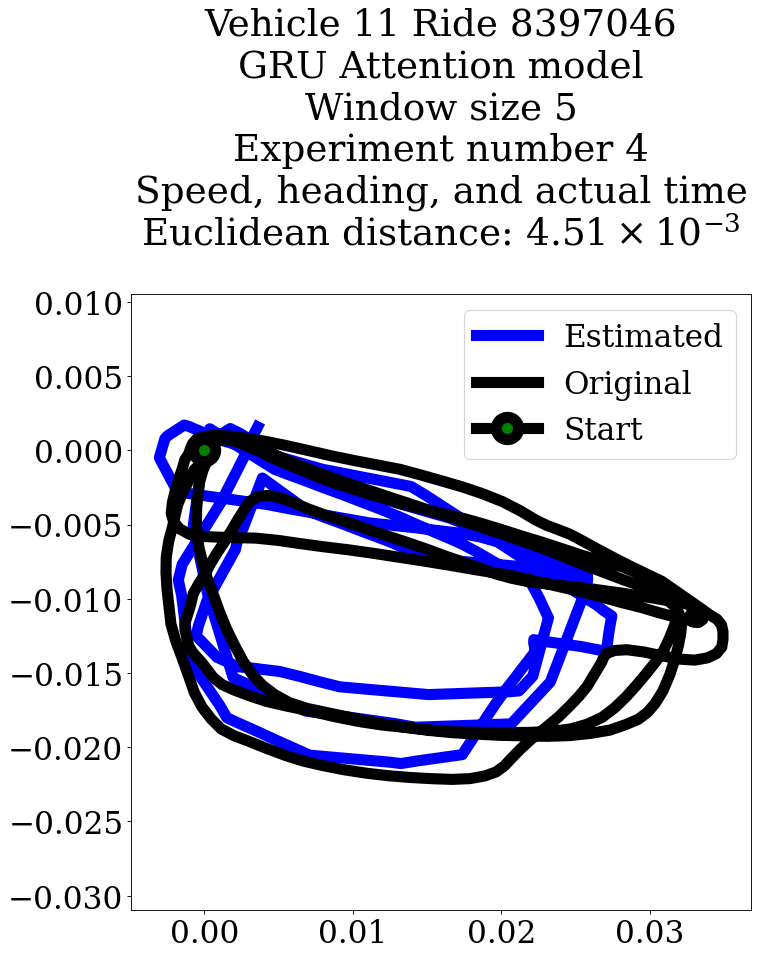 Vehicle 11 Ride 8397046
GRU Attention model
Window size 5
Experiment number 4
Speed, heading, and actual time
Euclidean distance: 4.51 × 10⁻³
0.010
0.005
0.000
−0.005
−0.010
−0.015
−0.020
−0.025
−0.030
Estimated
Original
Start
0.00 0.01 0.02 0.03